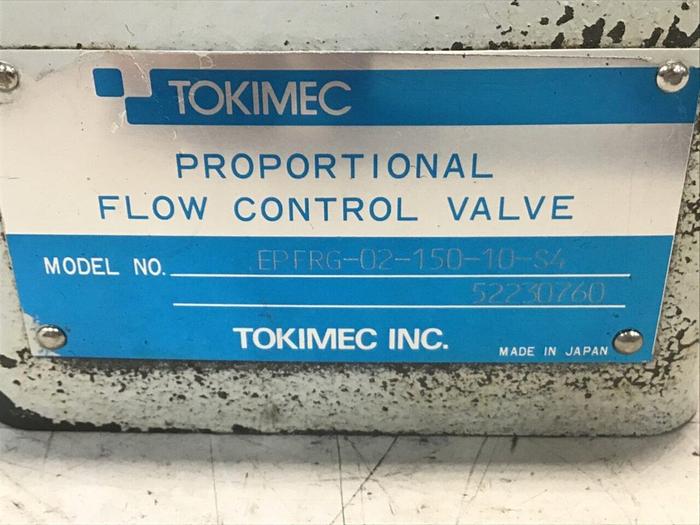 TOKIMEC
PROPORTIONAL
FLOW CONTROL VALVE
MODEL NO. EPFRG-02-150-10-S4
52230760
TOKIMEC INC.
MADE IN JAPAN